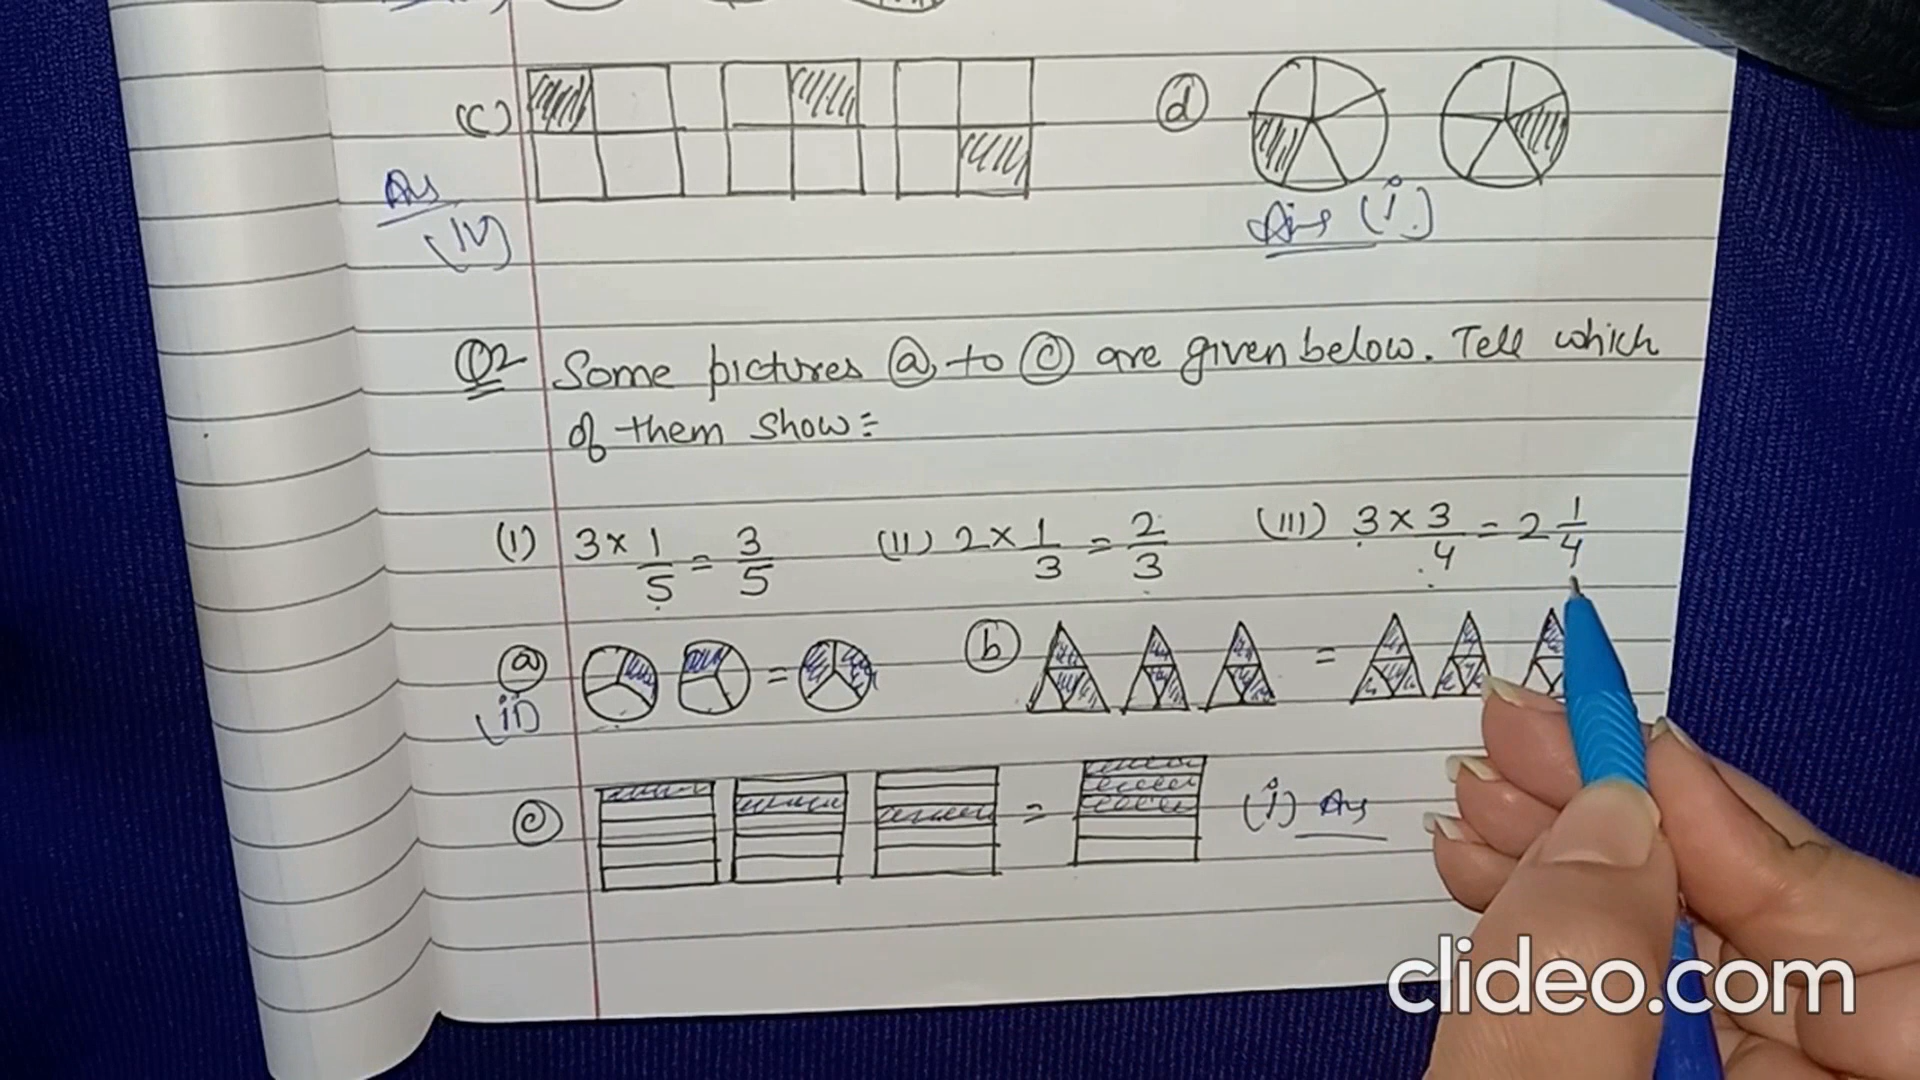 (c)
(d)
Ans
(iv)
Ans (i)
Q2 Some pictures (a) to (c) are given below. Tell which
of them show :-
(i) 3 × 1/5 = 3/5 (ii) 2 × 1/3 = 2/3 (iii) 3 × 3/4 = 2 1/4
(a) = (b) =
(ii)
(c) = (i) Ans
clideo.com